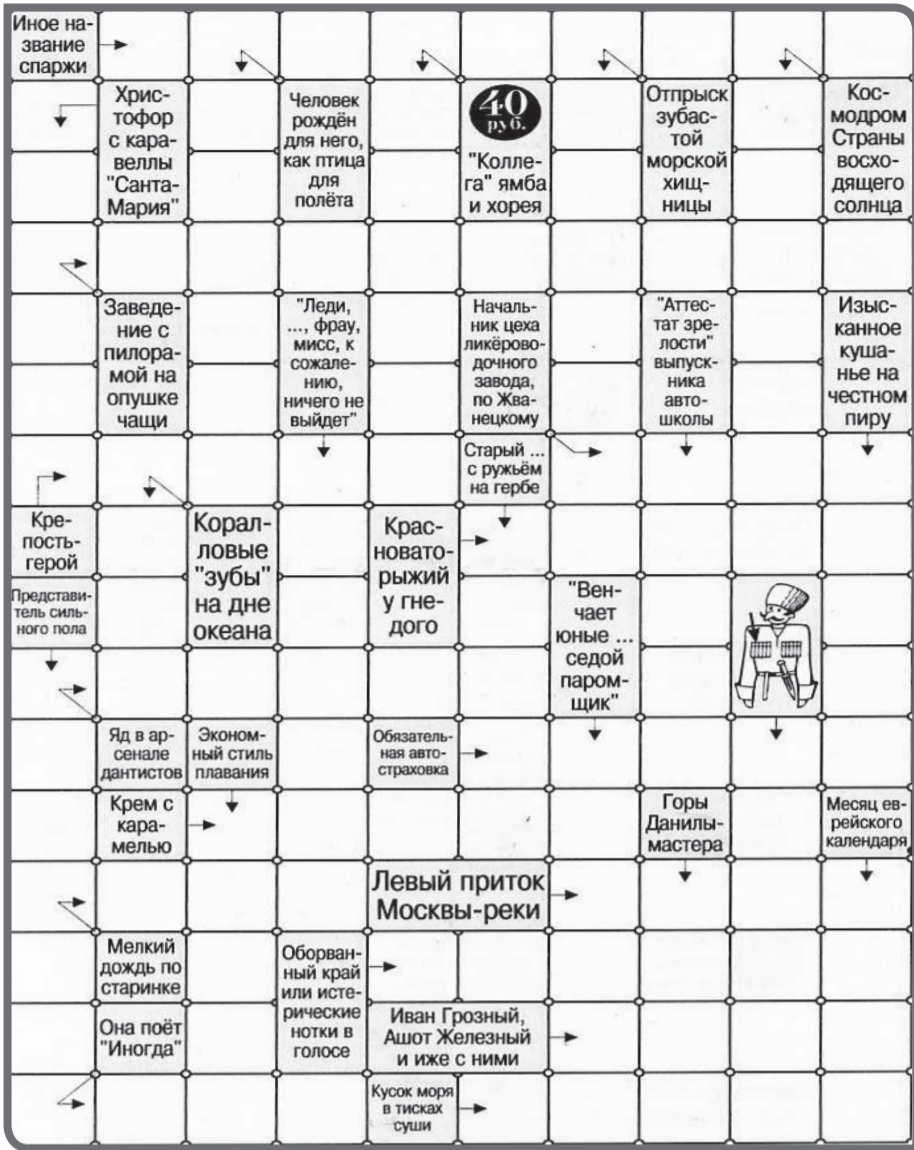 Иное на-
звание
спаржи
Хрис-
тофор
с кара-
веллы
"Санта-
Мария"
Человек
рождён
для него,
как птица
для
полёта
40
руб.
"Колле-
га" ямба
и хорея
Отпрыск
зубас-
той
морской
хищ-
ницы
Кос-
модром
Страны
восхо-
дящего
солнца
Заведе-
ние с
пилора-
мой на
опушке
чащи
"Леди,
..., фрау,
мисс, к
сожале-
нию,
ничего не
выйдет"
Началь-
ник цеха
ликёрово-
дочного
завода,
по Жва-
нецкому
"Аттес-
тат зре-
лости"
выпуск-
ника
авто-
школы
Изыс-
канное
куша-
нье на
честном
пиру
Старый ...
с ружьём
на гербе
Кре-
пость-
герой
Корал-
ловые
"зубы"
на дне
океана
Крас-
новато-
рыжий
у гне-
дого
Представи-
тель силь-
ного пола
"Вен-
чает
юные ...
седой
паром-
щик"
Яд в ар-
сенале
дантистов
Эконом-
ный стиль
плавания
Обязатель-
ная авто-
страховка
Крем с
кара-
мелью
Горы
Данилы-
мастера
Месяц ев-
рейского
календаря
Левый приток
Москвы-реки
Мелкий
дождь по
старинке
Оборван-
ный край
или исте-
рические
нотки в
голосе
Она поёт
"Иногда"
Иван Грозный,
Ашот Железный
и иже с ними
Кусок моря
в тисках
суши